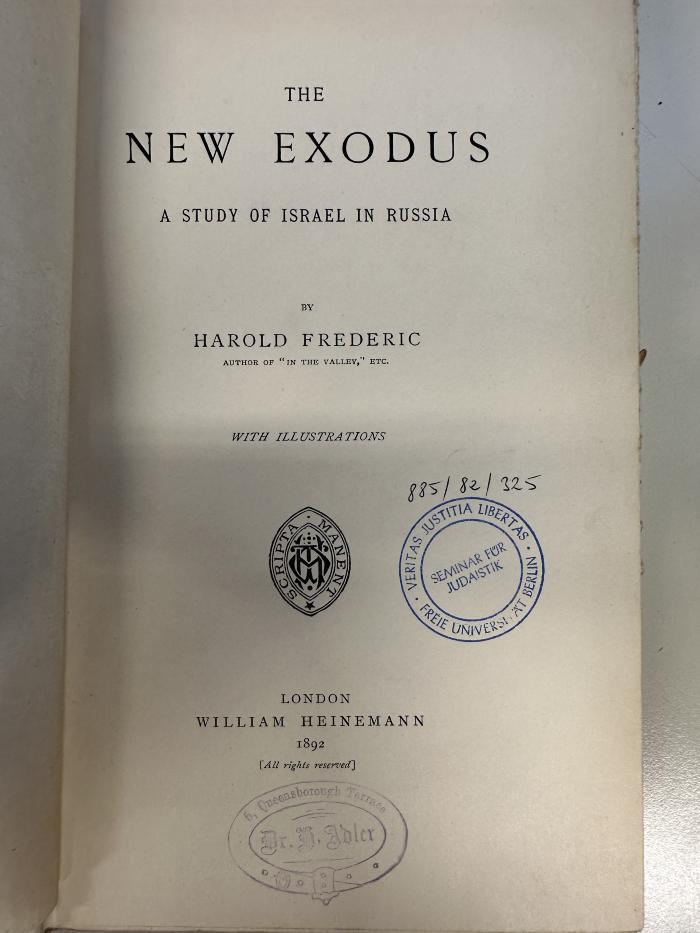 THE
NEW EXODUS
A STUDY OF ISRAEL IN RUSSIA
BY
HAROLD FREDERIC
AUTHOR OF "IN THE VALLEY," ETC.
WITH ILLUSTRATIONS
885/82/325
SCRIPTA MANENT
VERITAS JUSTITIA LIBERTAS
SEMINAR FÜR
JUDAISTIK
FREIE UNIVERSITÄT BERLIN
LONDON
WILLIAM HEINEMANN
1892
[All rights reserved]
6, Queensborough Terrace
Dr. H. Adler